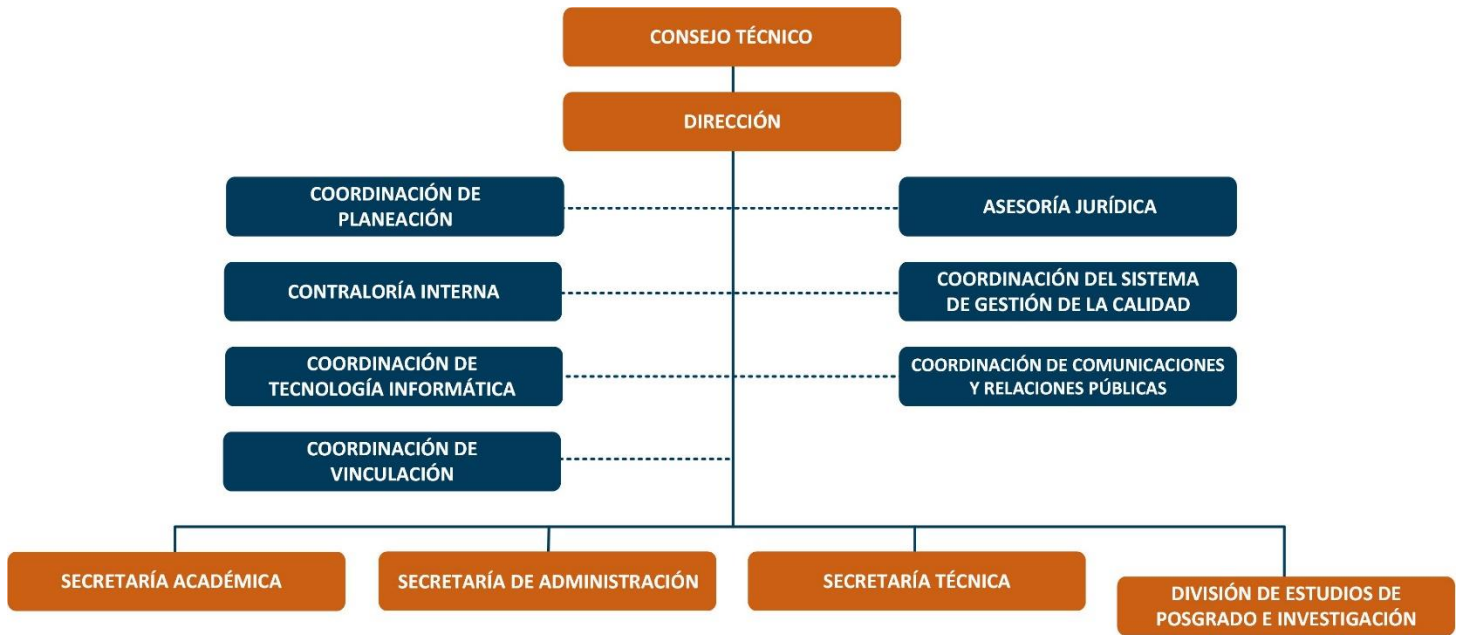 CONSEJO TÉCNICO
DIRECCIÓN
COORDINACIÓN DE
PLANEACIÓN
ASESORÍA JURÍDICA
CONTRALORÍA INTERNA
COORDINACIÓN DEL SISTEMA
DE GESTIÓN DE LA CALIDAD
COORDINACIÓN DE
TECNOLOGÍA INFORMÁTICA
COORDINACIÓN DE COMUNICACIONES
Y RELACIONES PÚBLICAS
COORDINACIÓN DE
VINCULACIÓN
SECRETARÍA ACADÉMICA
SECRETARÍA DE ADMINISTRACIÓN
SECRETARÍA TÉCNICA
DIVISIÓN DE ESTUDIOS DE
POSGRADO E INVESTIGACIÓN